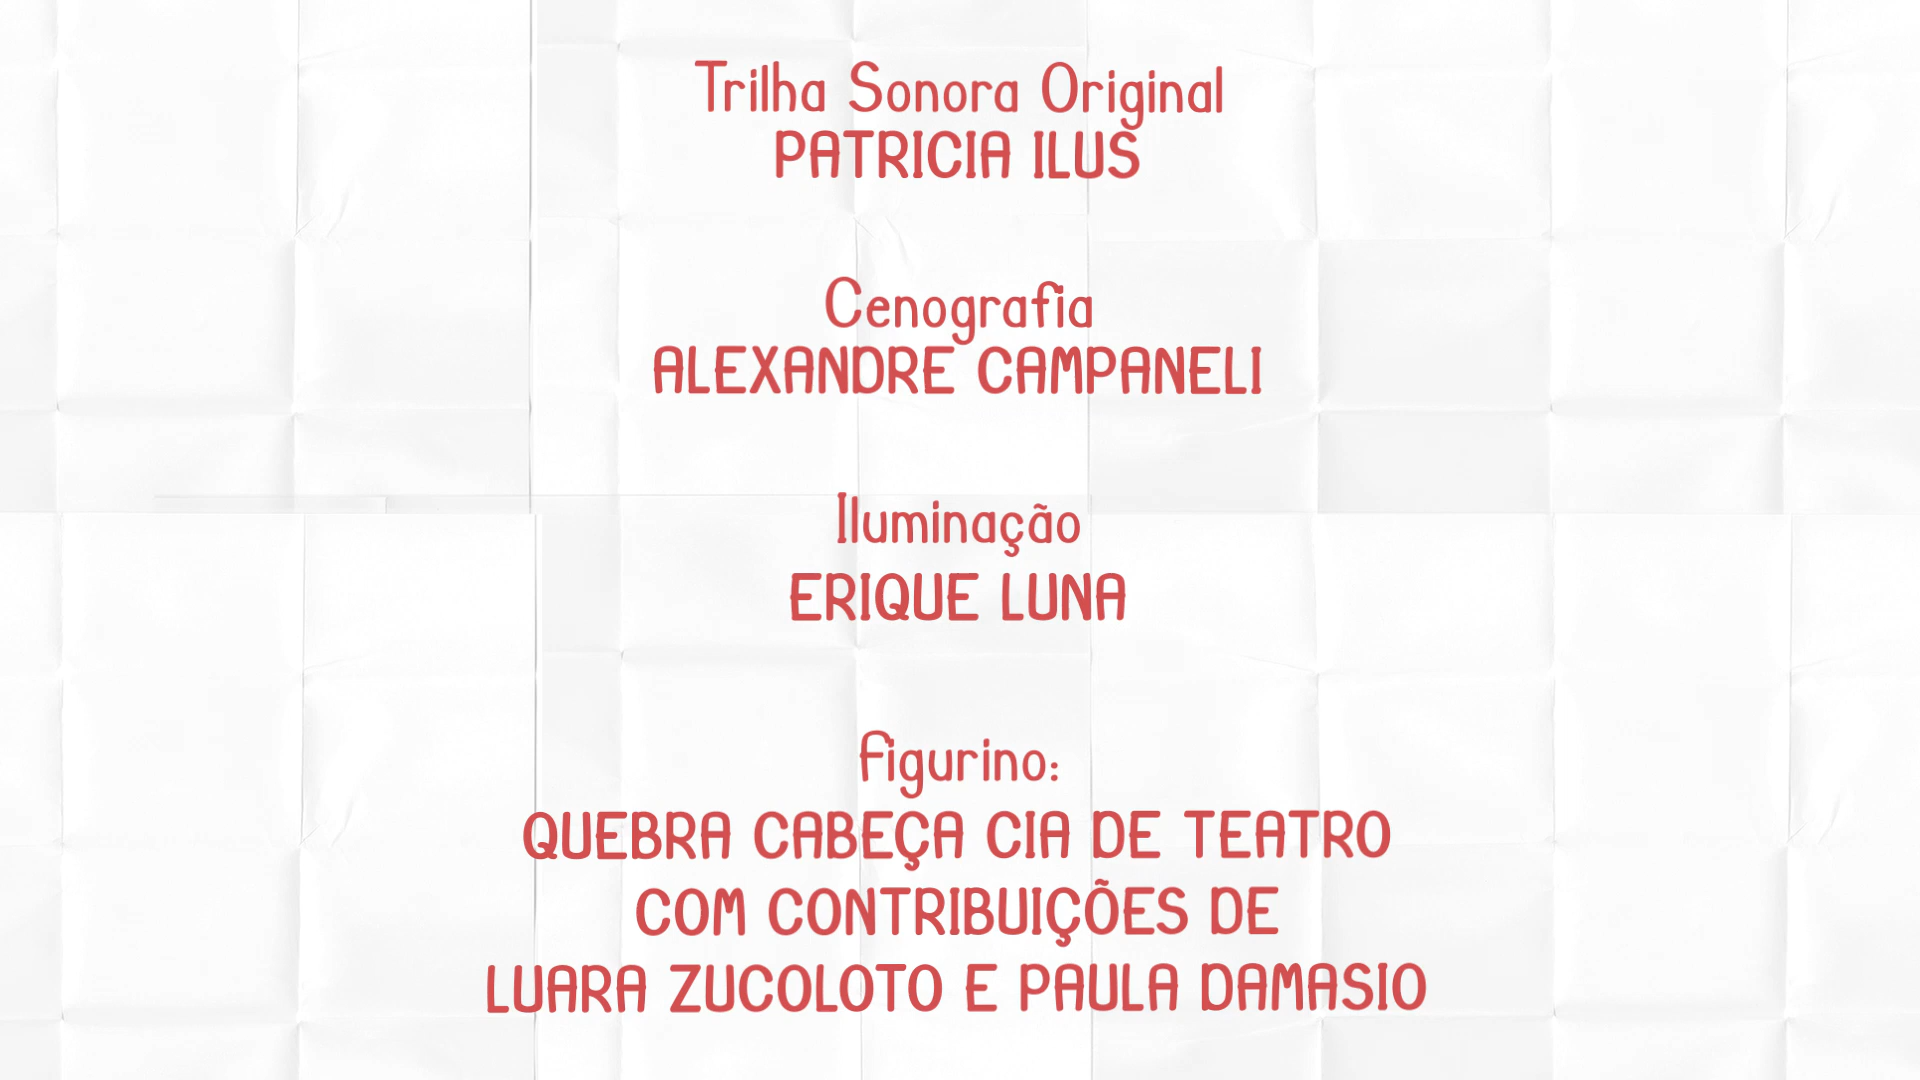 Trilha Sonora Original
PATRICIA ILUS
Cenografia
ALEXANDRE CAMPANELI
Iluminação
ERIQUE LUNA
figurino:
QUEBRA CABEÇA CIA DE TEATRO
COM CONTRIBUIÇÕES DE
LUARA ZUCOLOTO E PAULA DAMASIO